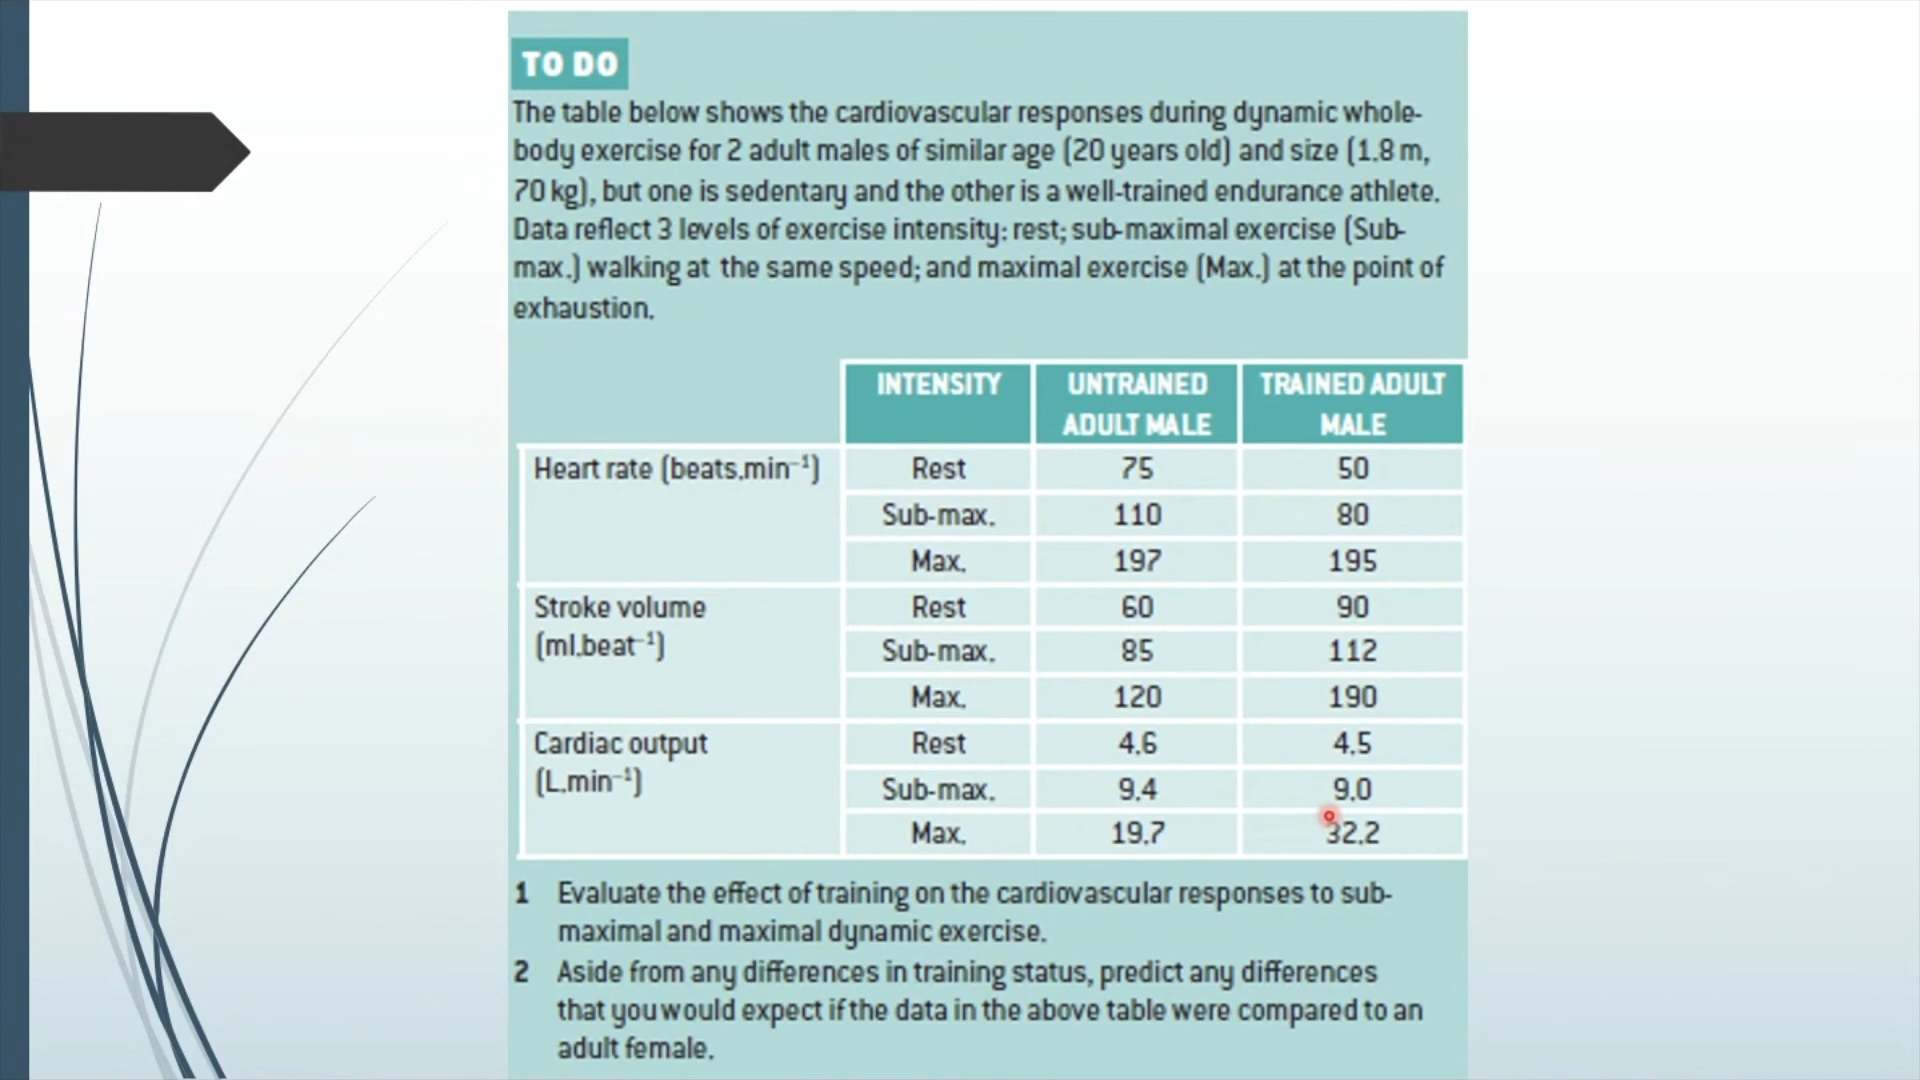 TO DO
The table below shows the cardiovascular responses during dynamic whole-
body exercise for 2 adult males of similar age (20 years old) and size (1.8 m,
70 kg), but one is sedentary and the other is a well-trained endurance athlete.
Data reflect 3 levels of exercise intensity: rest; sub-maximal exercise (Sub-
max.) walking at the same speed; and maximal exercise (Max.) at the point of
exhaustion.
INTENSITY UNTRAINED ADULT MALE TRAINED ADULT MALE
Heart rate (beats.min⁻¹) Rest 75 50
Sub-max. 110 80
Max. 197 195
Stroke volume (ml.beat⁻¹) Rest 60 90
Sub-max. 85 112
Max. 120 190
Cardiac output (L.min⁻¹) Rest 4.6 4.5
Sub-max. 9.4 9.0
Max. 19.7 32.2
1 Evaluate the effect of training on the cardiovascular responses to sub-
maximal and maximal dynamic exercise.
2 Aside from any differences in training status, predict any differences
that you would expect if the data in the above table were compared to an
adult female.